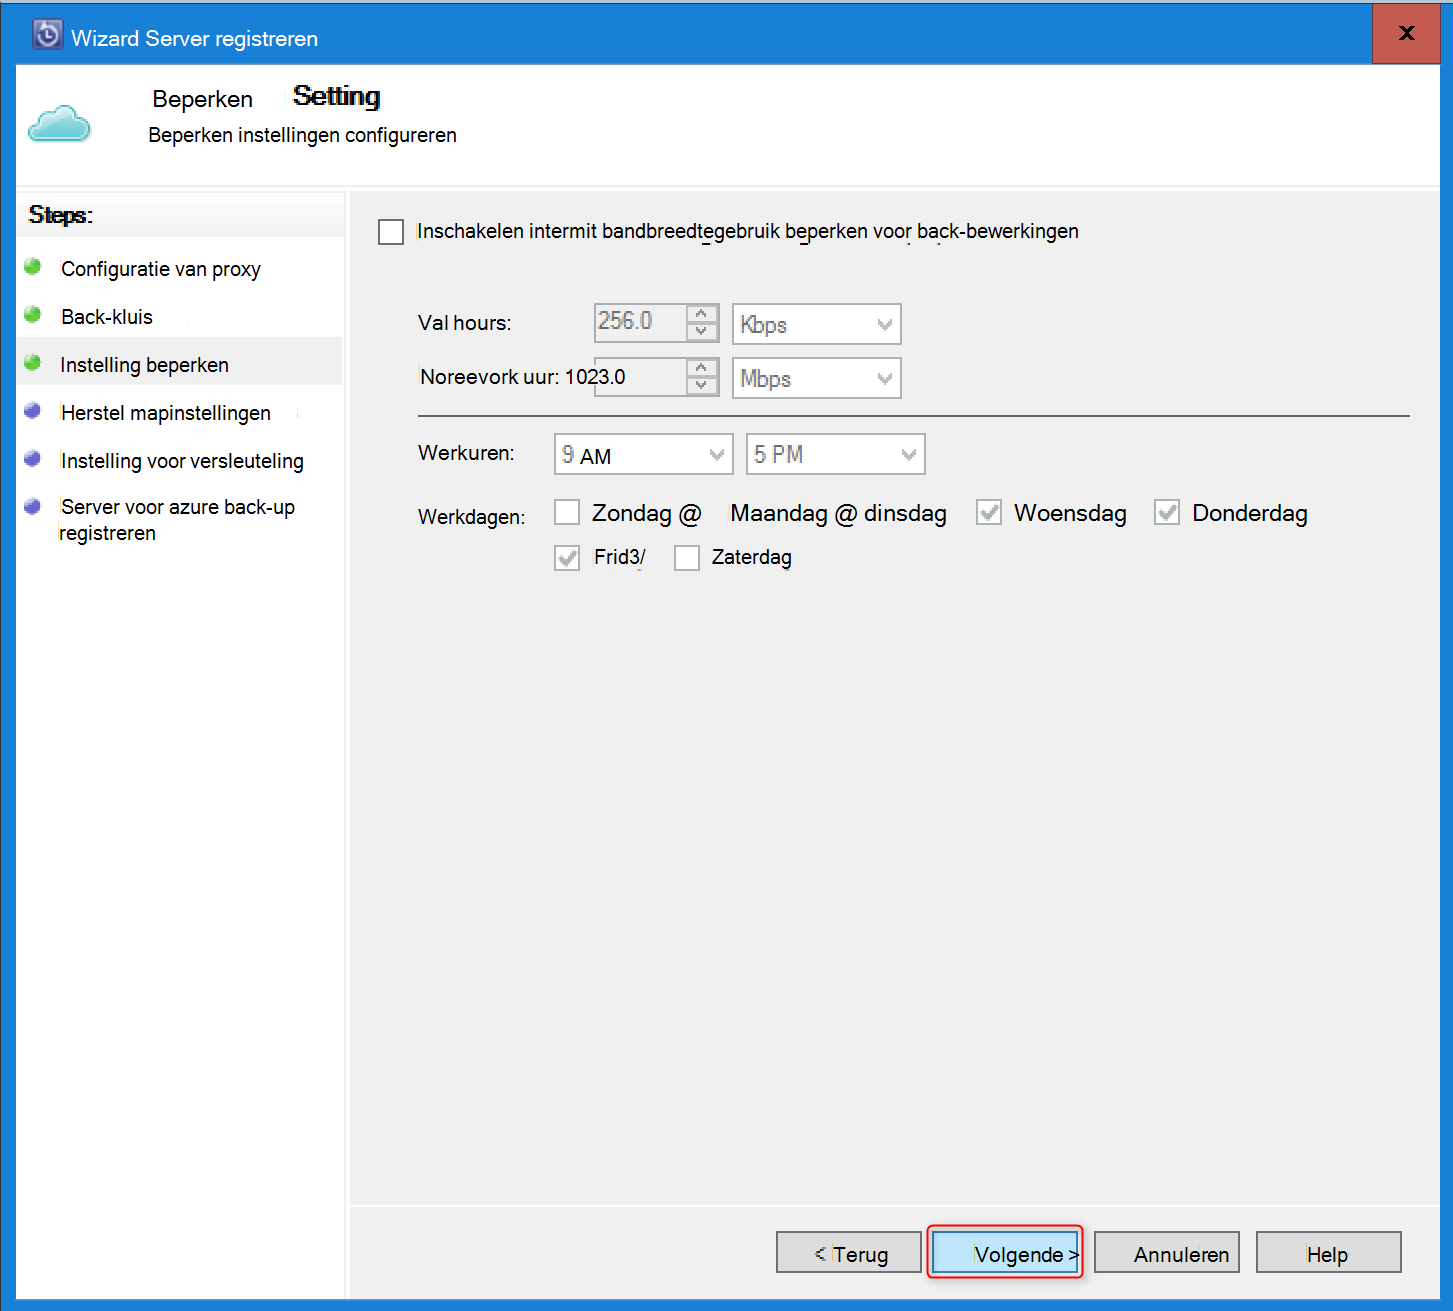 Wizard Server registreren
x
Beperken Setting
Beperken instellingen configureren
Steps:
Configuratie van proxy
Back-kluis
Instelling beperken
Herstel mapinstellingen
Instelling voor versleuteling
Server voor azure back-up
registreren
Inschakelen intermit bandbreedtegebruik beperken voor back-bewerkingen
Val hours: 256.0 Kbps
Noreevork uur: 1023.0 Mbps
Werkuren: 9 AM 5 PM
Werkdagen: Zondag @ Maandag @ dinsdag Woensdag Donderdag
Frid3/ Zaterdag
< Terug Volgende > Annuleren Help